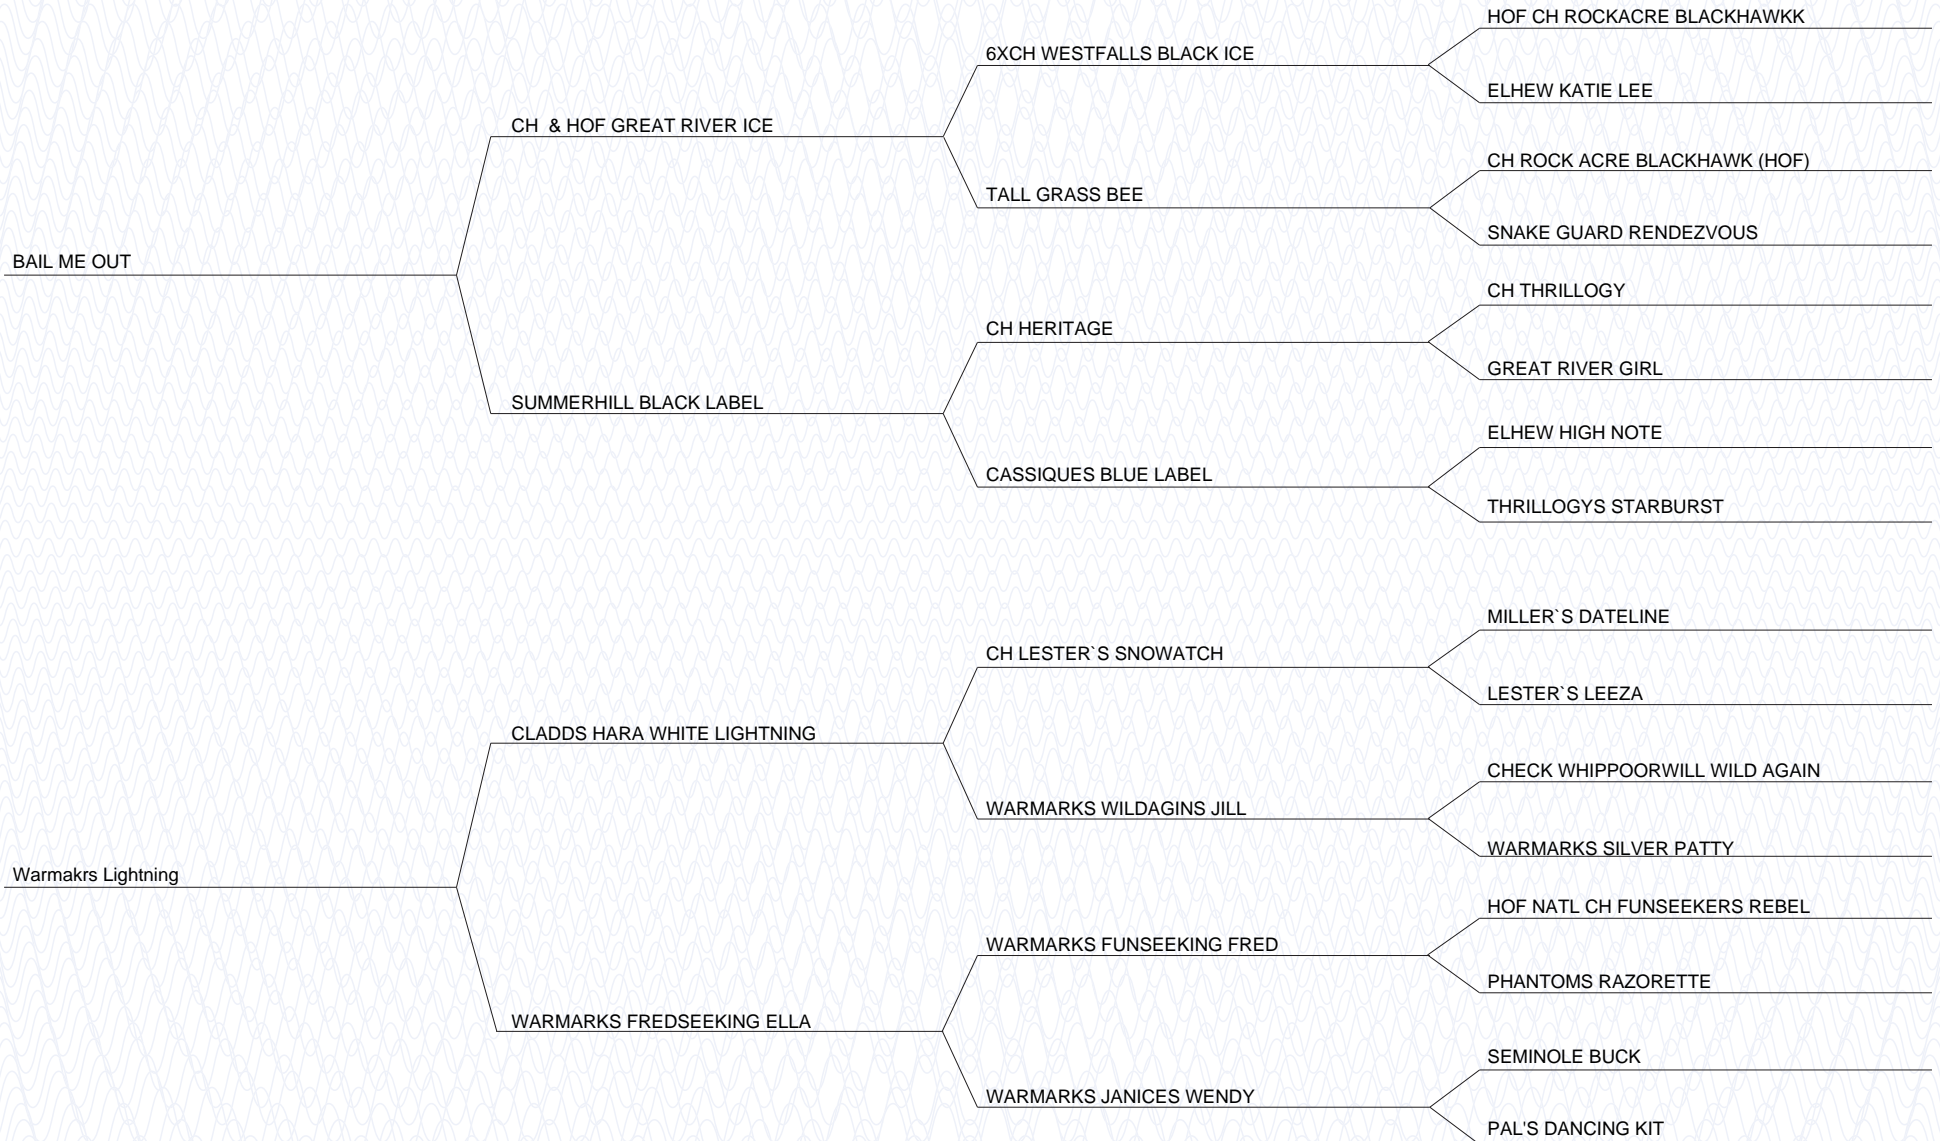 HOF CH ROCKACRE BLACKHAWKK
6XCH WESTFALLS BLACK ICE
ELHEW KATIE LEE
CH  & HOF GREAT RIVER ICE
CH ROCK ACRE BLACKHAWK (HOF)
TALL GRASS BEE
SNAKE GUARD RENDEZVOUS
BAIL ME OUT
CH THRILLOGY
CH HERITAGE
GREAT RIVER GIRL
SUMMERHILL BLACK LABEL
ELHEW HIGH NOTE
CASSIQUES BLUE LABEL
THRILLOGYS STARBURST
MILLER`S DATELINE
CH LESTER`S SNOWATCH
LESTER`S LEEZA
CLADDS HARA WHITE LIGHTNING
CHECK WHIPPOORWILL WILD AGAIN
WARMARKS WILDAGINS JILL
WARMARKS SILVER PATTY
Warmakrs Lightning
HOF NATL CH FUNSEEKERS REBEL
WARMARKS FUNSEEKING FRED
PHANTOMS RAZORETTE
WARMARKS FREDSEEKING ELLA
SEMINOLE BUCK
WARMARKS JANICES WENDY
PAL'S DANCING KIT